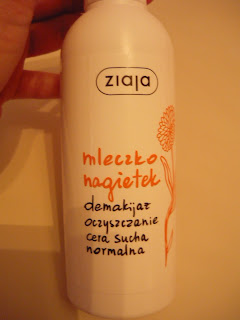 ziaja
mleczko
nagietek
demakijaż
oczyszczanie
cera sucha
normalna